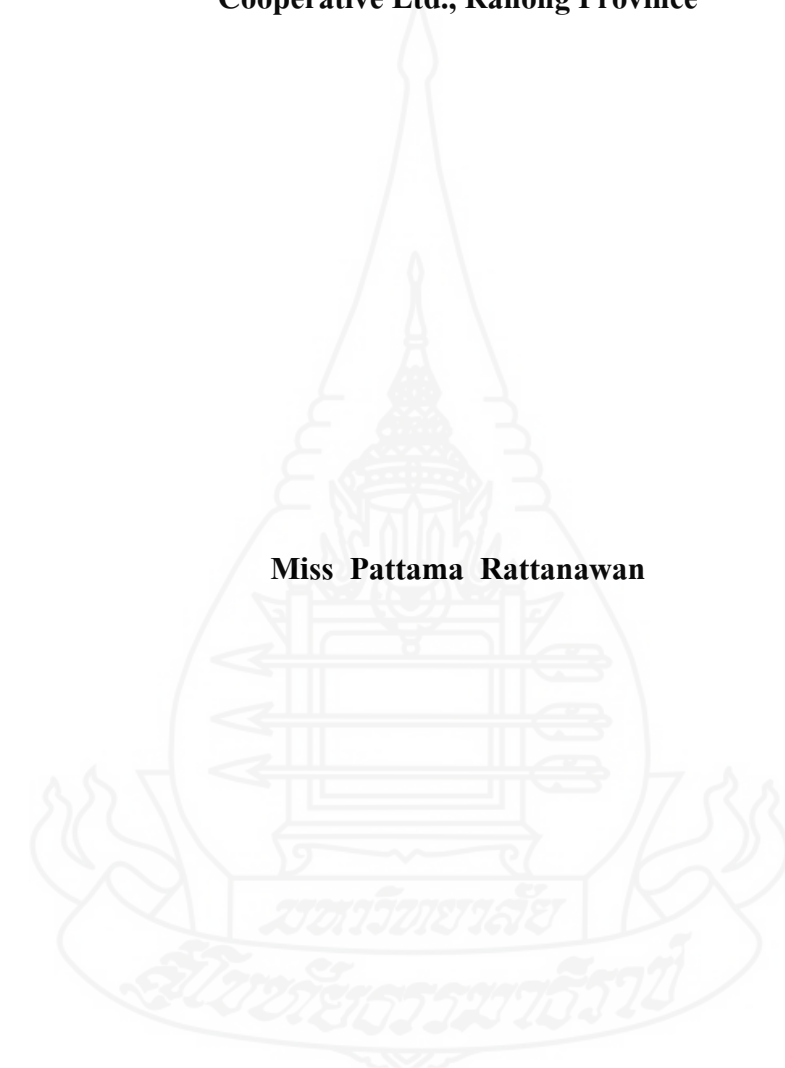 Cooperative Ltd., Ranong Province
Miss Pattama Rattanawan
มหาวิทยาลัย
สุโขทัยธรรมาธิราช